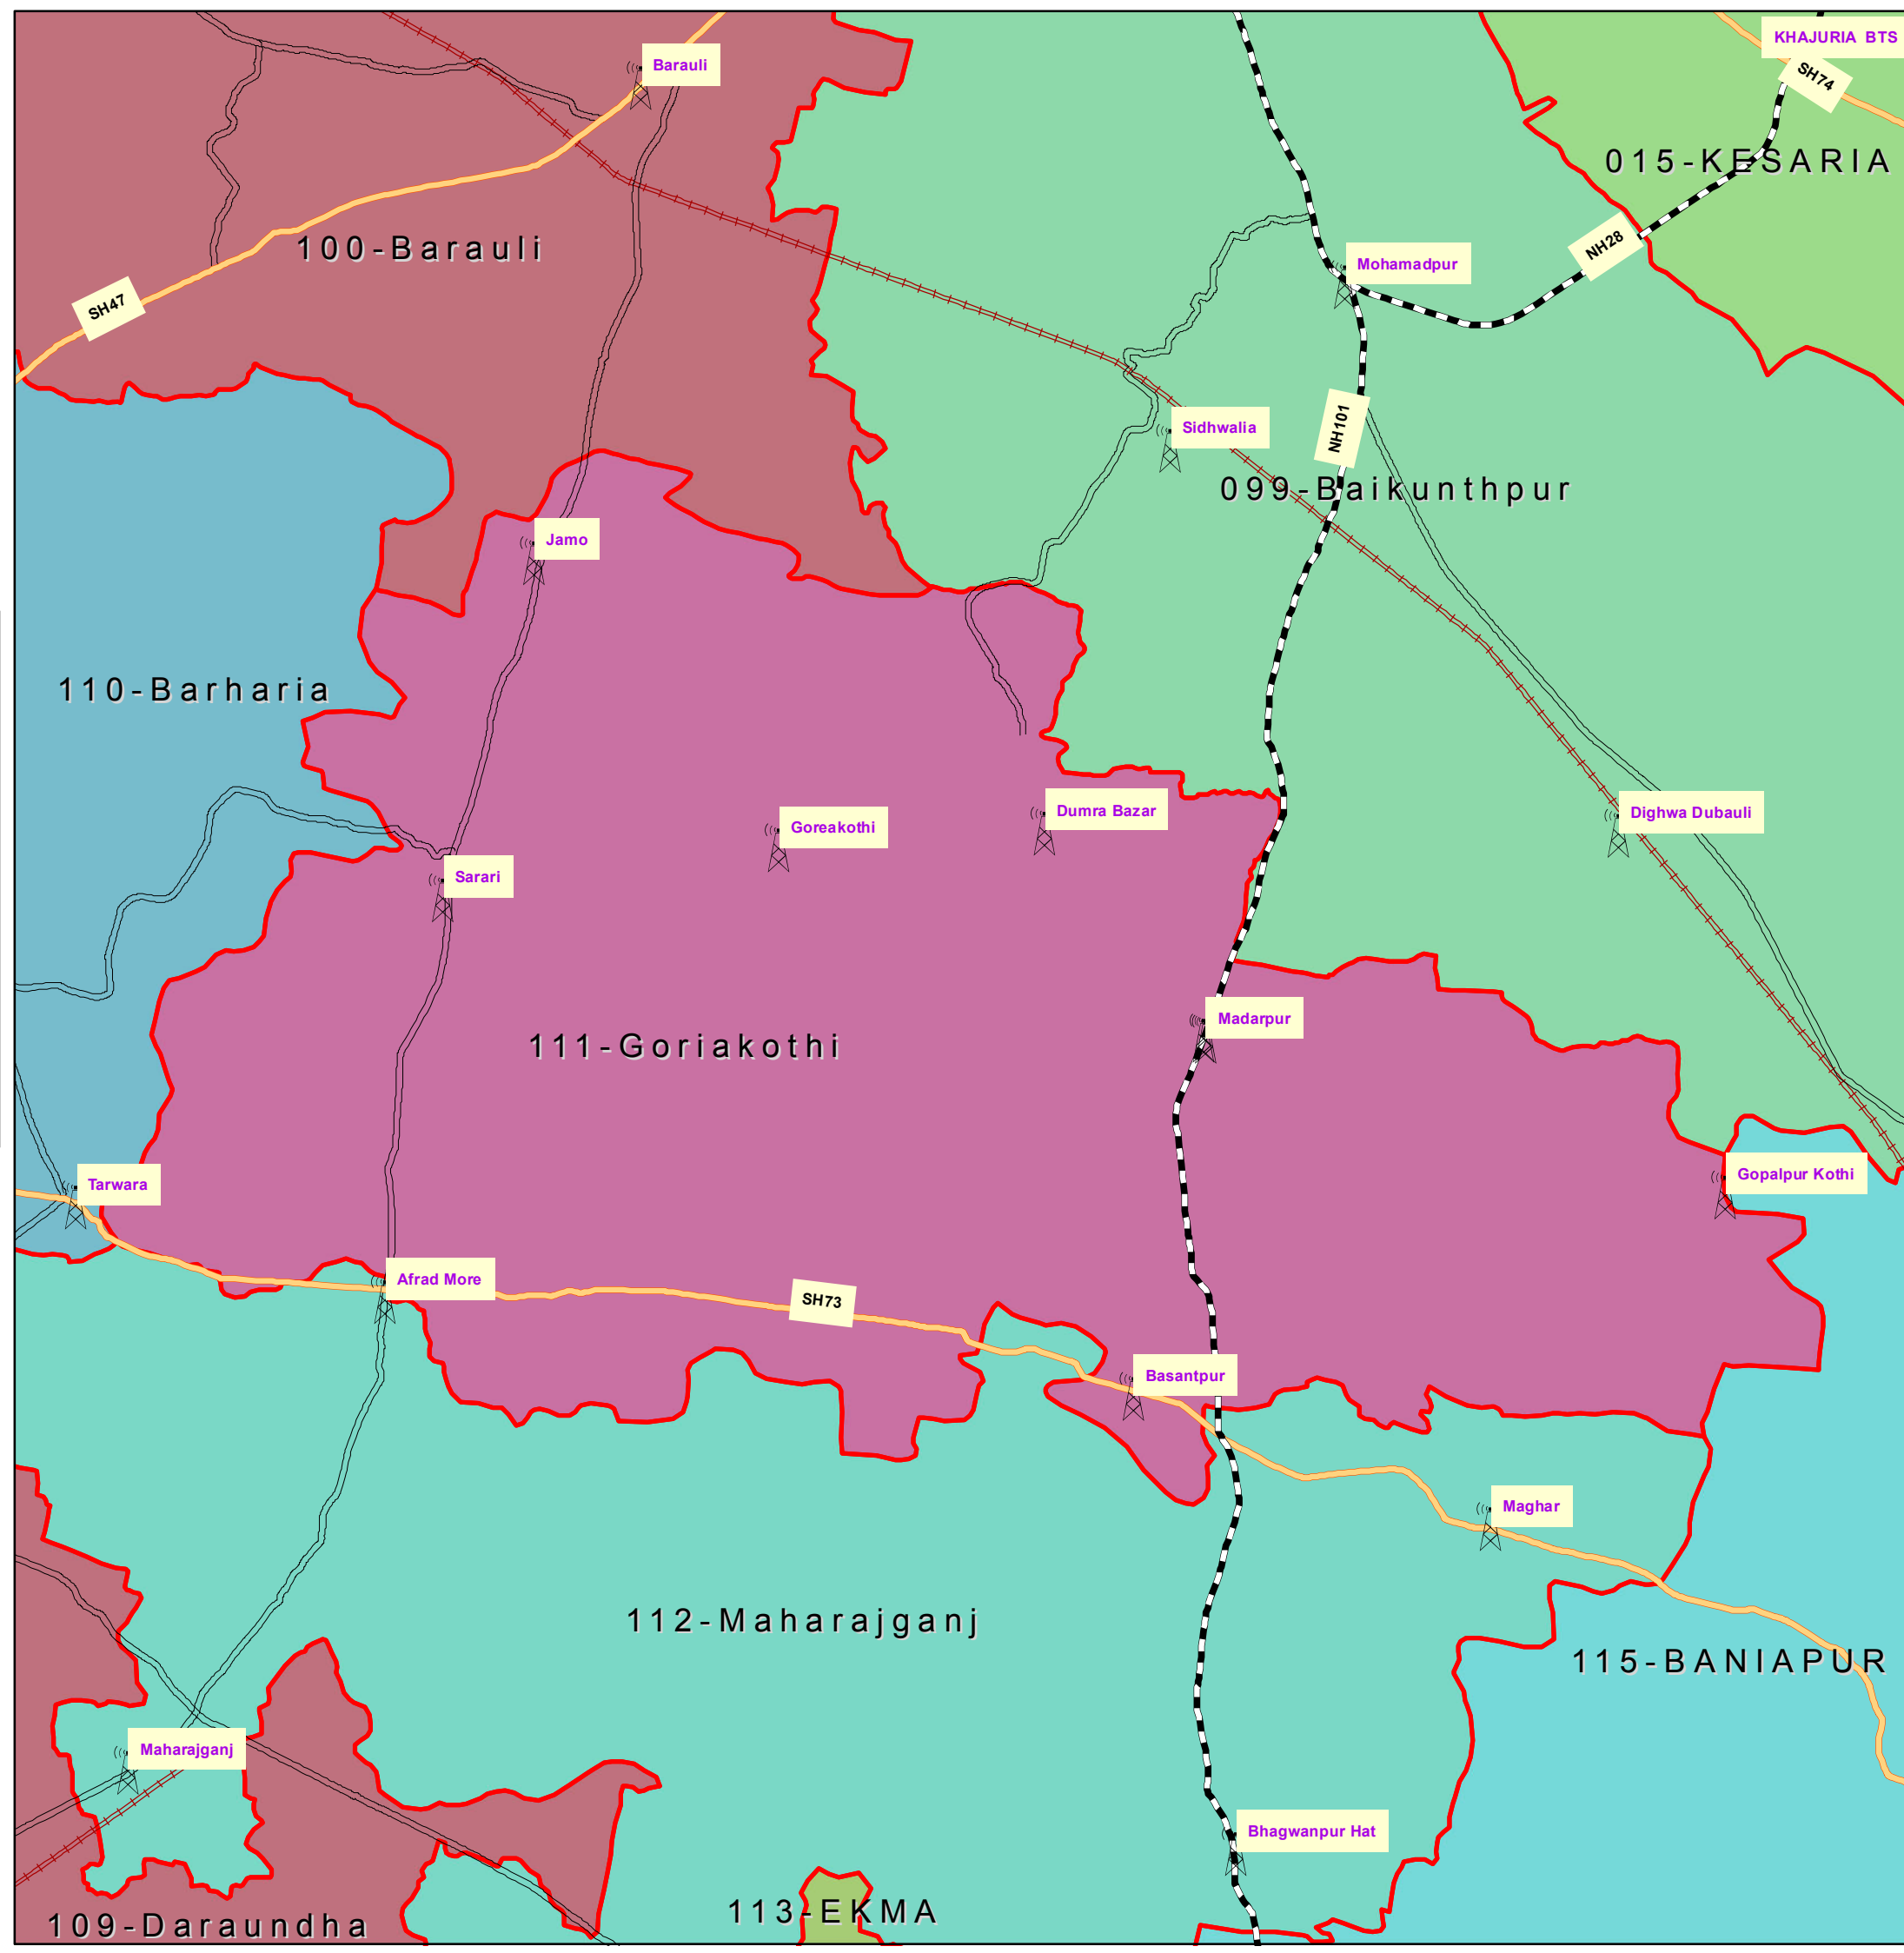 KHAJURIA BTS
Barauli
SH74
015-KESARIA
100-Barauli
NH28
Mohamadpur
SH47
NH101
Sidhwalia
099-Baikunthpur
Jamo
110-Barharia
Dumra Bazar
Dighwa Dubauli
Goreakothi
Sarari
Madarpur
111-Goriakothi
Gopalpur Kothi
Tarwara
Afrad More
SH73
Basantpur
Maghar
112-Maharajganj
115-BANIAPUR
Maharajganj
Bhagwanpur Hat
113-EKMA
109-Daraundha